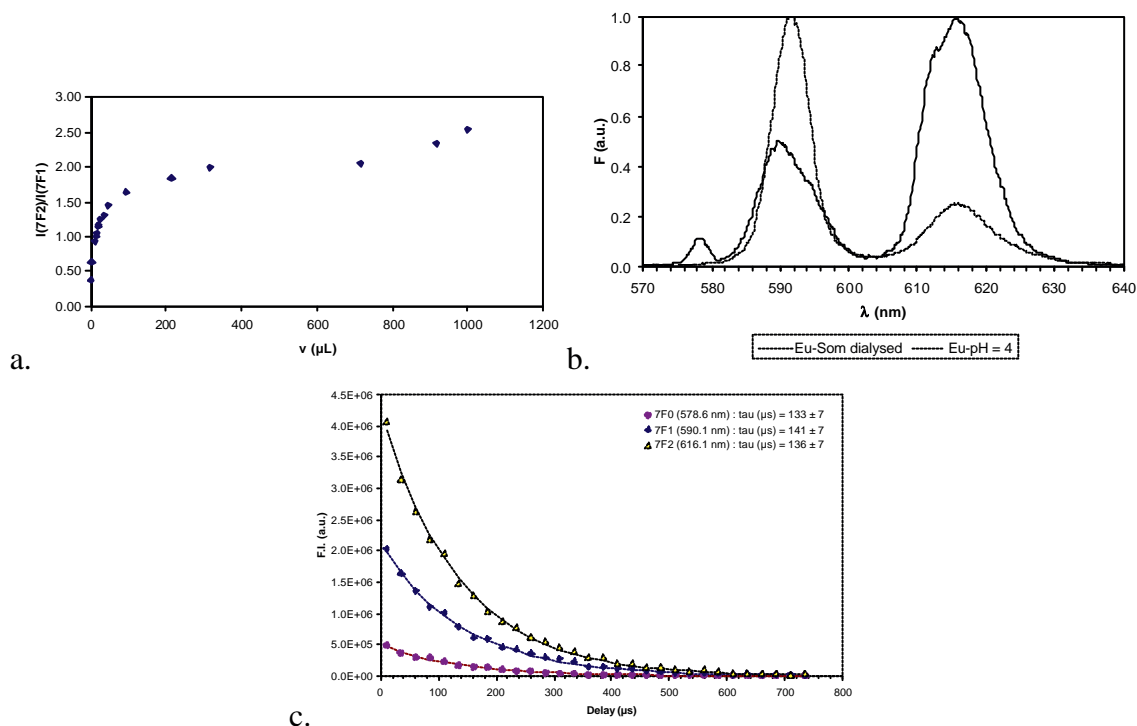 3.00
2.50
2.00
1.50
1.00
0.50
0.00
I(7F2)/I(7F1)
0 200 400 600 800 1000 1200
v (µL)
a.
1.0
0.8
0.6
0.4
0.2
0.0
F (a.u.)
570 580 590 600 610 620 630 640
λ (nm)
Eu-Som dialysed Eu-pH = 4
b.
4.5E+06
4.0E+06
3.5E+06
3.0E+06
2.5E+06
2.0E+06
1.5E+06
1.0E+06
5.0E+05
0.0E+00
F.I. (a.u.)
7F0 (578.6 nm) : tau (µs) = 133 ± 7
7F1 (590.1 nm) : tau (µs) = 141 ± 7
7F2 (616.1 nm) : tau (µs) = 136 ± 7
0 100 200 300 400 500 600 700 800
Delay (µs)
c.